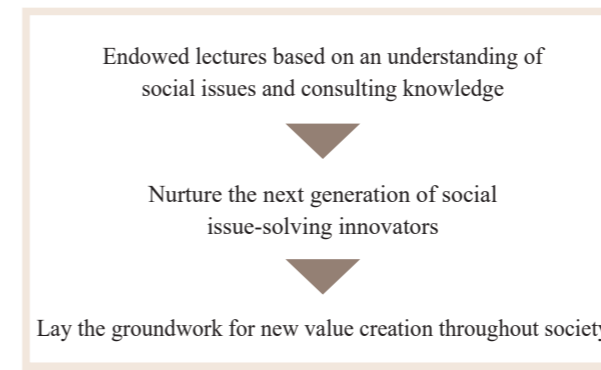 Endowed lectures based on an understanding of
social issues and consulting knowledge
Nurture the next generation of social
issue-solving innovators
Lay the groundwork for new value creation throughout society